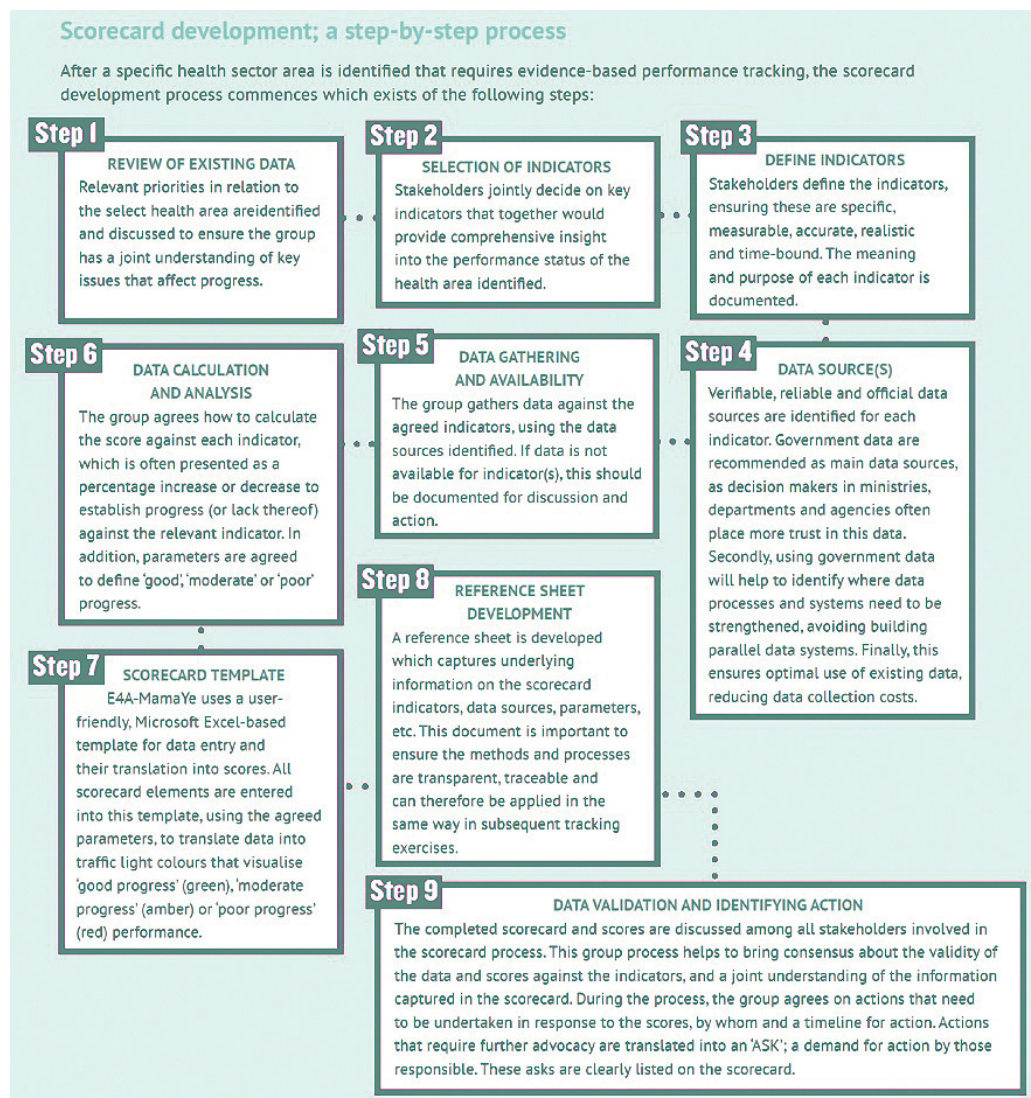 Scorecard development; a step-by-step process
After a specific health sector area is identified that requires evidence-based performance tracking, the scorecard
development process commences which exists of the following steps:
Step 1
REVIEW OF EXISTING DATA
Relevant priorities in relation to
the select health area areidentified
and discussed to ensure the group
has a joint understanding of key
issues that affect progress.
Step 2
SELECTION OF INDICATORS
Stakeholders jointly decide on key
indicators that together would
provide comprehensive insight
into the performance status of the
health area identified.
Step 3
DEFINE INDICATORS
Stakeholders define the indicators,
ensuring these are specific,
measurable, accurate, realistic
and time-bound. The meaning
and purpose of each indicator is
documented.
Step 4
DATA SOURCE(S)
Verifiable, reliable and official data
sources are identified for each
indicator. Government data are
recommended as main data sources,
as decision makers in ministries,
departments and agencies often
place more trust in this data.
Secondly, using government data
will help to identify where data
processes and systems need to be
strengthened, avoiding building
parallel data systems. Finally, this
ensures optimal use of existing data,
reducing data collection costs.
Step 5
DATA GATHERING
AND AVAILABILITY
The group gathers data against the
agreed indicators, using the data
sources identified. If data is not
available for indicator(s), this should
be documented for discussion and
action.
Step 6
DATA CALCULATION
AND ANALYSIS
The group agrees how to calculate
the score against each indicator,
which is often presented as a
percentage increase or decrease to
establish progress (or lack thereof)
against the relevant indicator. In
addition, parameters are agreed
to define ‘good’, ‘moderate’ or ‘poor’
progress.
Step 7
SCORECARD TEMPLATE
E4A-MamaYe uses a user-
friendly, Microsoft Excel-based
template for data entry and
their translation into scores. All
scorecard elements are entered
into this template, using the agreed
parameters, to translate data into
traffic light colours that visualise
‘good progress’ (green), ‘moderate
progress’ (amber) or ‘poor progress’
(red) performance.
Step 8
REFERENCE SHEET
DEVELOPMENT
A reference sheet is developed
which captures underlying
information on the scorecard
indicators, data sources, parameters,
etc. This document is important to
ensure the methods and processes
are transparent, traceable and
can therefore be applied in the
same way in subsequent tracking
exercises.
Step 9
DATA VALIDATION AND IDENTIFYING ACTION
The completed scorecard and scores are discussed among all stakeholders involved in
the scorecard process. This group process helps to bring consensus about the validity of
the data and scores against the indicators, and a joint understanding of the information
captured in the scorecard. During the process, the group agrees on actions that need
to be undertaken in response to the scores, by whom and a timeline for action. Actions
that require further advocacy are translated into an ‘ASK’; a demand for action by those
responsible. These asks are clearly listed on the scorecard.